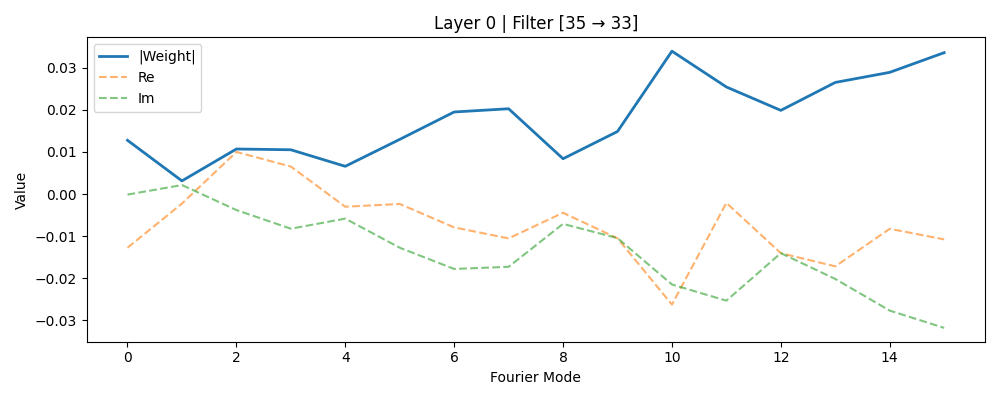 Layer 0 | Filter [35 → 33]
|Weight|
Re
Im
Value
0.03
0.02
0.01
0.00
−0.01
−0.02
−0.03
0 2 4 6 8 10 12 14
Fourier Mode